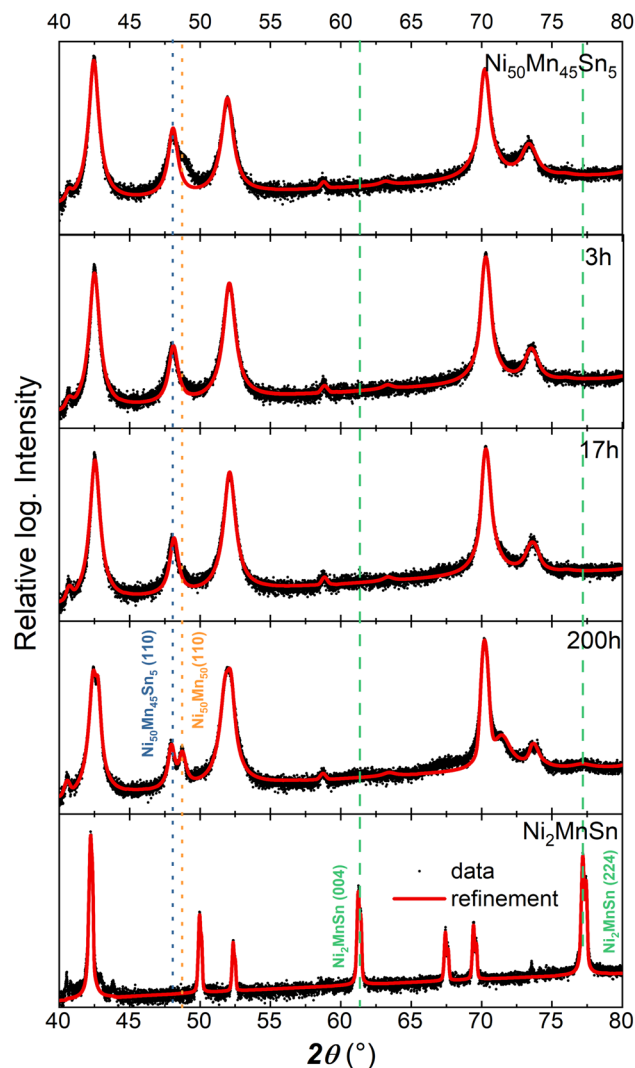 40 45 50 55 60 65 70 75 80
Ni₅₀Mn₄₅Sn₅
3h
17h
200h
Ni₅₀Mn₄₅Sn₅ (110)
Ni₅₀Mn₅₀(110)
Ni₂MnSn
data
refinement
Ni₂MnSn (004)
Ni₂MnSn (224)
40 45 50 55 60 65 70 75 80
2θ (°)
Relative log. Intensity